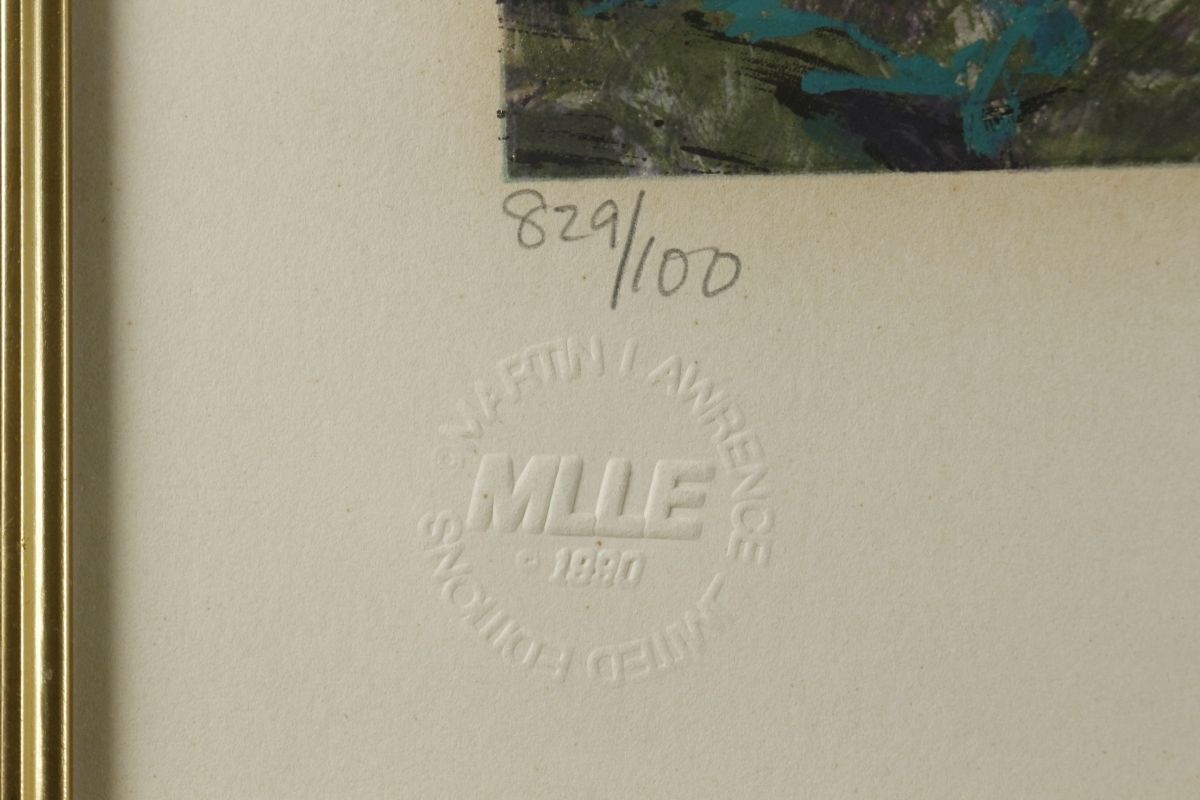 829/100
© MARTIN LAWRENCE
MLLE
© 1990
LIMITED EDITIONS